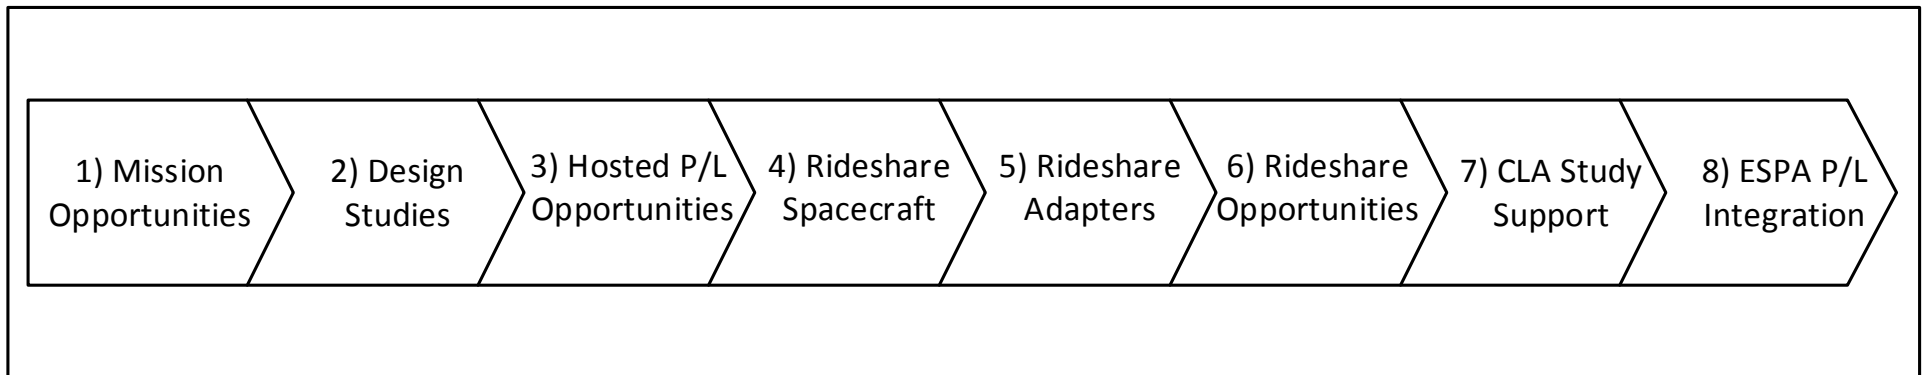 1) Mission
Opportunities
2) Design
Studies
3) Hosted P/L
Opportunities
4) Rideshare
Spacecraft
5) Rideshare
Adapters
6) Rideshare
Opportunities
7) CLA Study
Support
8) ESPA P/L
Integration